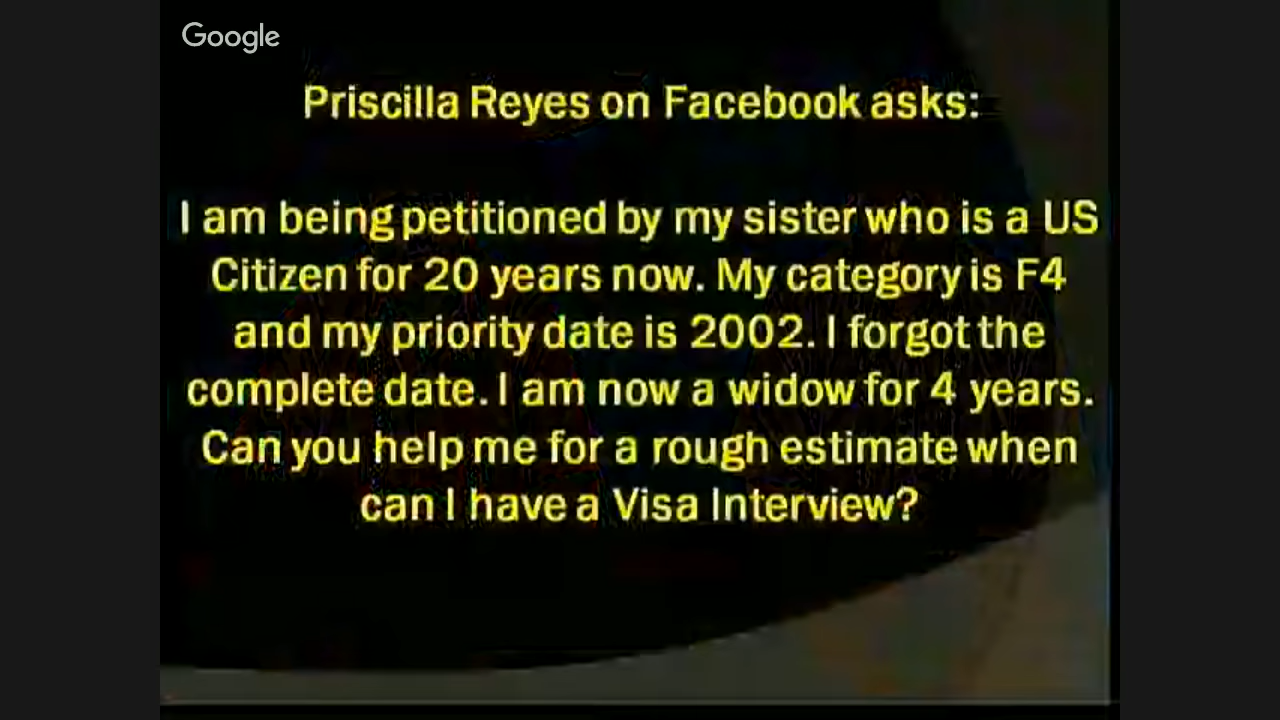 Google
Priscilla Reyes on Facebook asks:
I am being petitioned by my sister who is a US
Citizen for 20 years now. My category is F4
and my priority date is 2002. I forgot the
complete date. I am now a widow for 4 years.
Can you help me for a rough estimate when
can I have a Visa Interview?